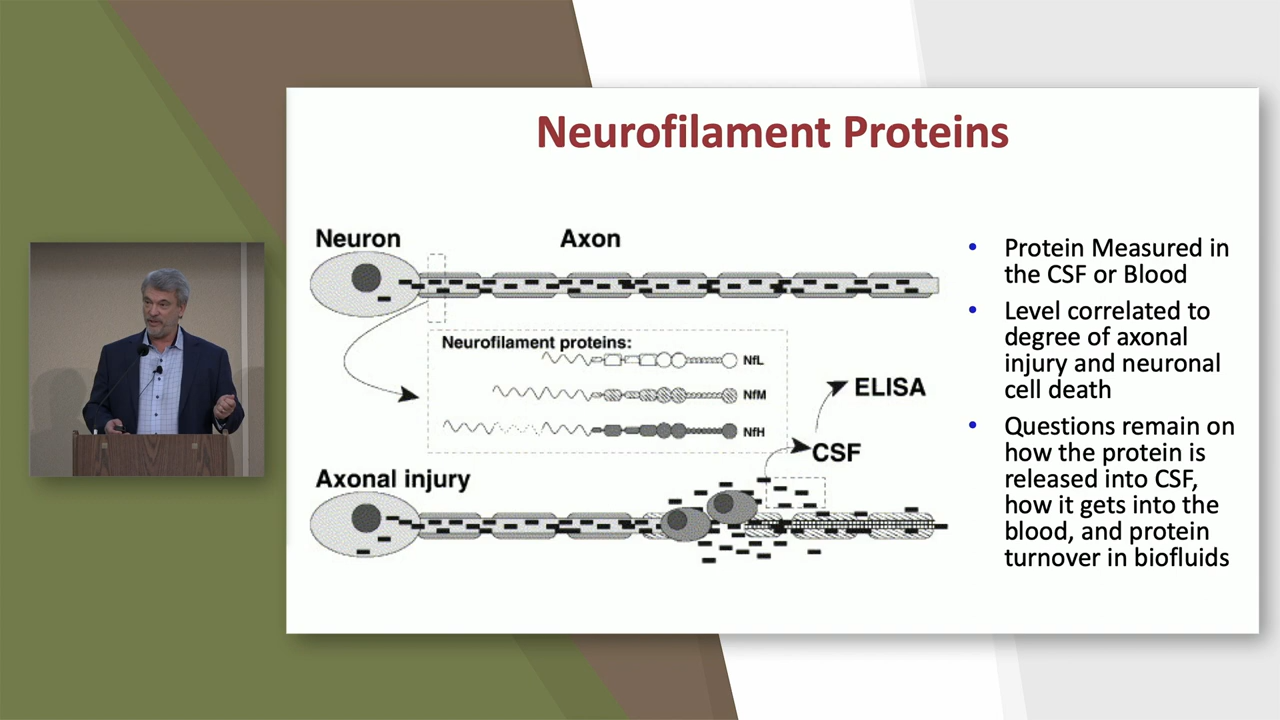 Neurofilament Proteins
Neuron
Axon
Neurofilament proteins:
NfL
NfM
NfH
ELISA
CSF
Axonal injury
• Protein Measured in
the CSF or Blood
• Level correlated to
degree of axonal
injury and neuronal
cell death
• Questions remain on
how the protein is
released into CSF,
how it gets into the
blood, and protein
turnover in biofluids